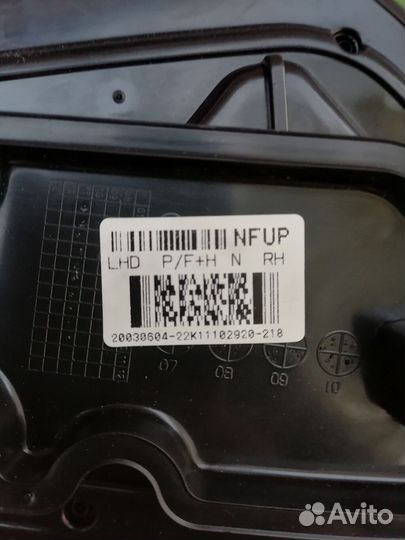 NFUP
LHD P/F+H N RH
20030604-22K11102920-218
07 08 09 10
Avito